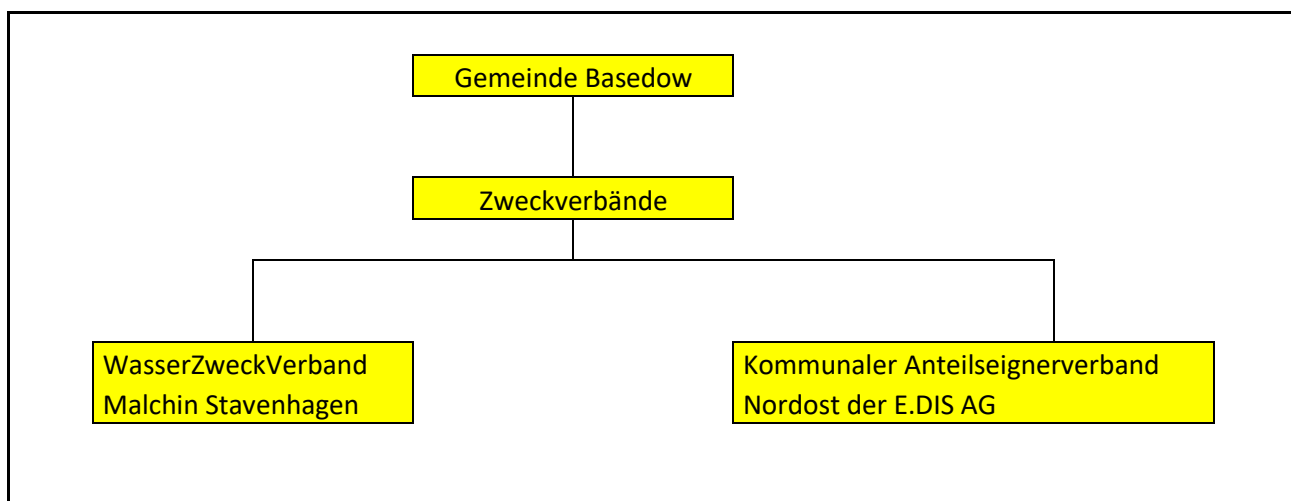 Gemeinde Basedow
Zweckverbände
WasserZweckVerband
Malchin Stavenhagen
Kommunaler Anteilseignerverband
Nordost der E.DIS AG